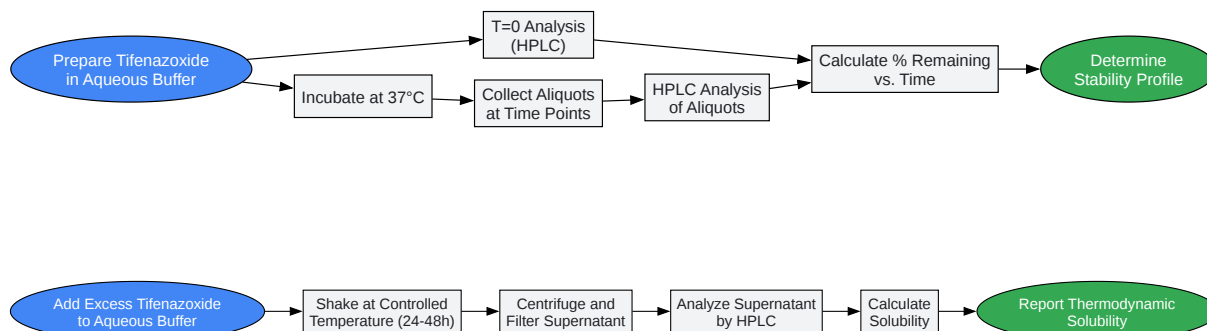 Prepare Tifenazoxide
in Aqueous Buffer
T=0 Analysis
(HPLC)
Incubate at 37°C
Collect Aliquots
at Time Points
HPLC Analysis
of Aliquots
Calculate % Remaining
vs. Time
Determine
Stability Profile
Add Excess Tifenazoxide
to Aqueous Buffer
Shake at Controlled
Temperature (24-48h)
Centrifuge and
Filter Supernatant
Analyze Supernatant
by HPLC
Calculate
Solubility
Report Thermodynamic
Solubility